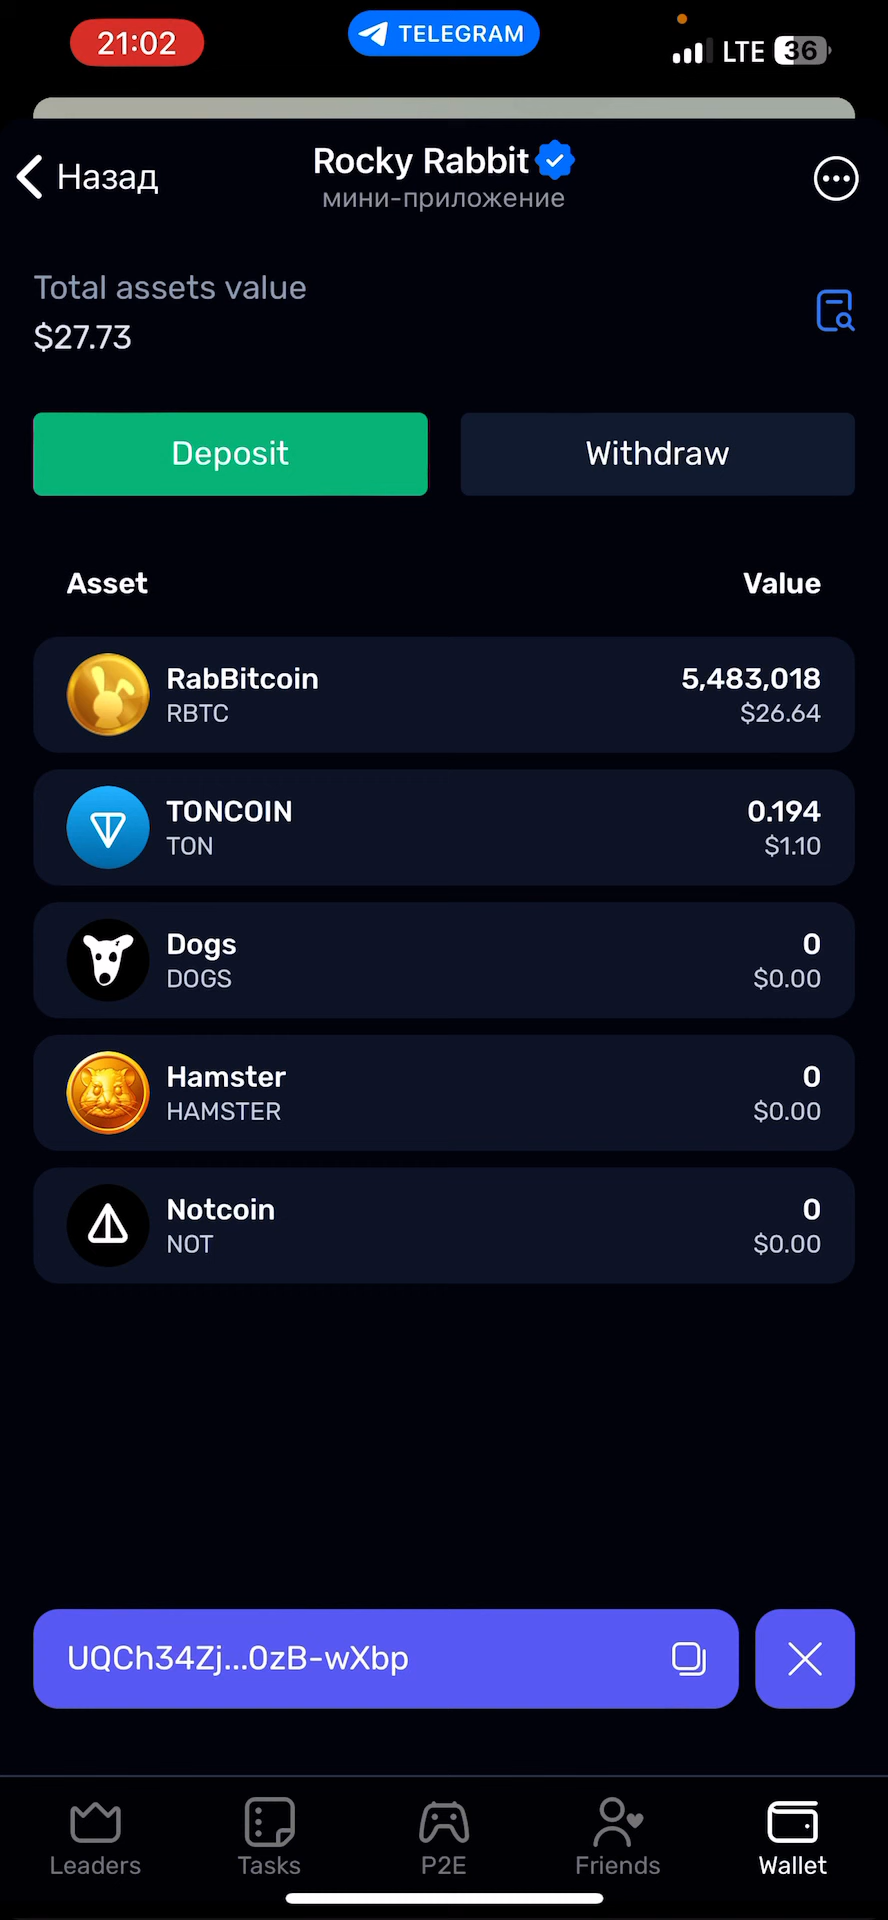 21:02
TELEGRAM
LTE 36
Назад
Rocky Rabbit
мини-приложение
Total assets value
$27.73
Deposit
Withdraw
Asset
Value
RabBitcoin
5,483,018
RBTC
$26.64
TONCOIN
0.194
TON
$1.10
Dogs
0
DOGS
$0.00
Hamster
0
HAMSTER
$0.00
Notcoin
0
NOT
$0.00
UQCh34Zj...0zB-wXbp
Leaders
Tasks
P2E
Friends
Wallet